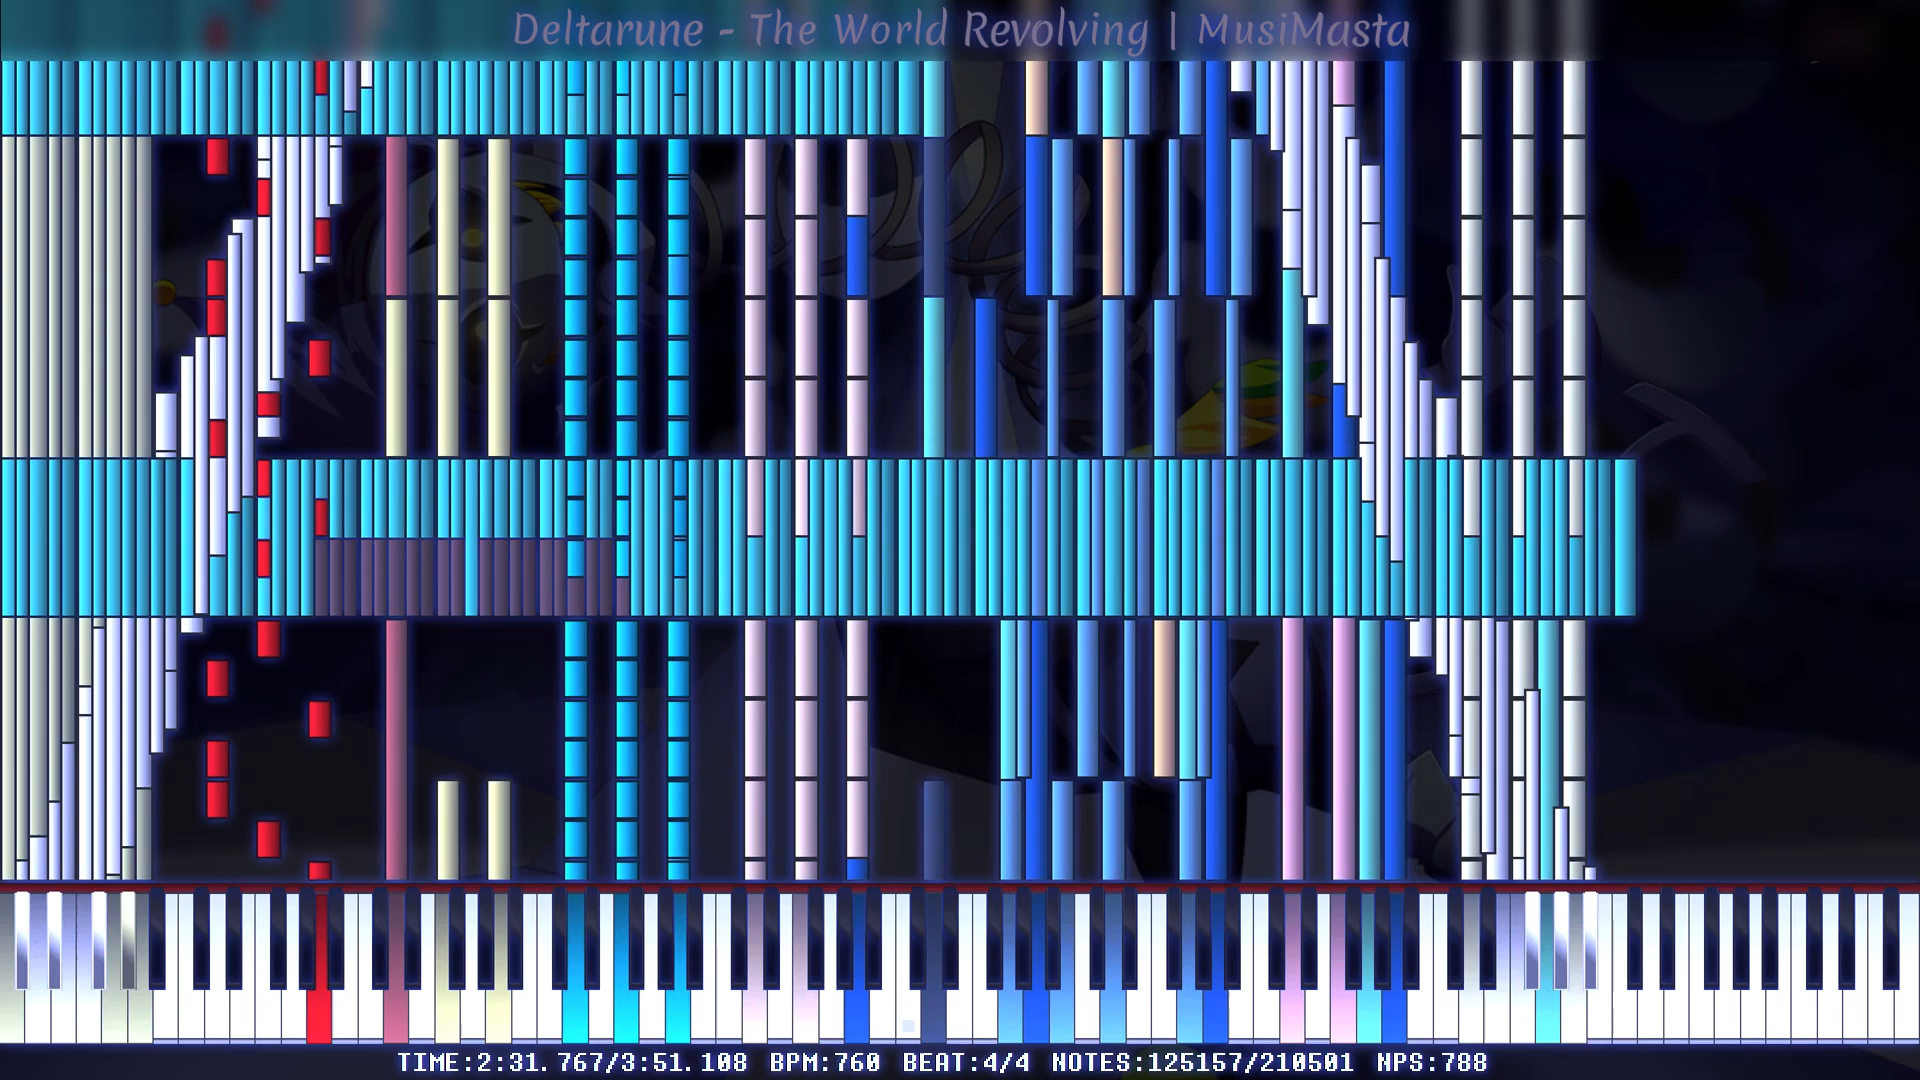 Deltarune - The World Revolving | MusiMasta
TIME:2:31.767/3:51.108 BPM:760 BEAT:4/4 NOTES:125157/210501 NPS:788